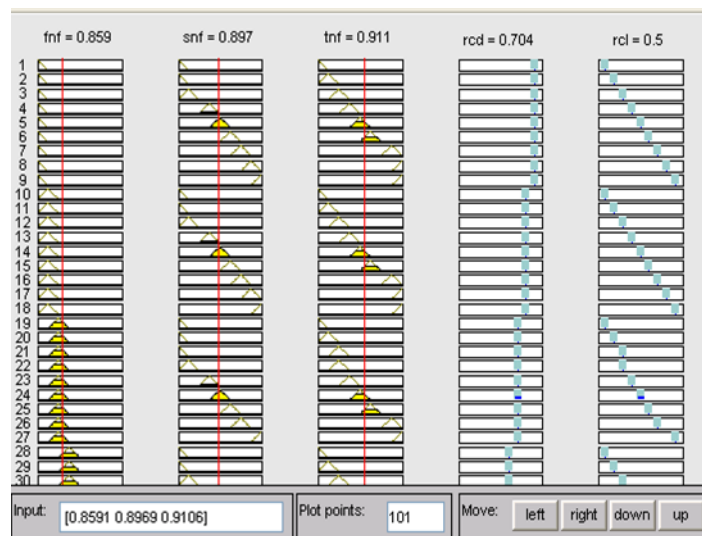 fnf = 0.859
snf = 0.897
tnf = 0.911
rcd = 0.704
rcl = 0.5
1
2
3
4
5
6
7
8
9
10
11
12
13
14
15
16
17
18
19
20
21
22
23
24
25
26
27
28
29
30
Input:
[0.8591 0.8969 0.9106]
Plot points:
101
Move:
left
right
down
up